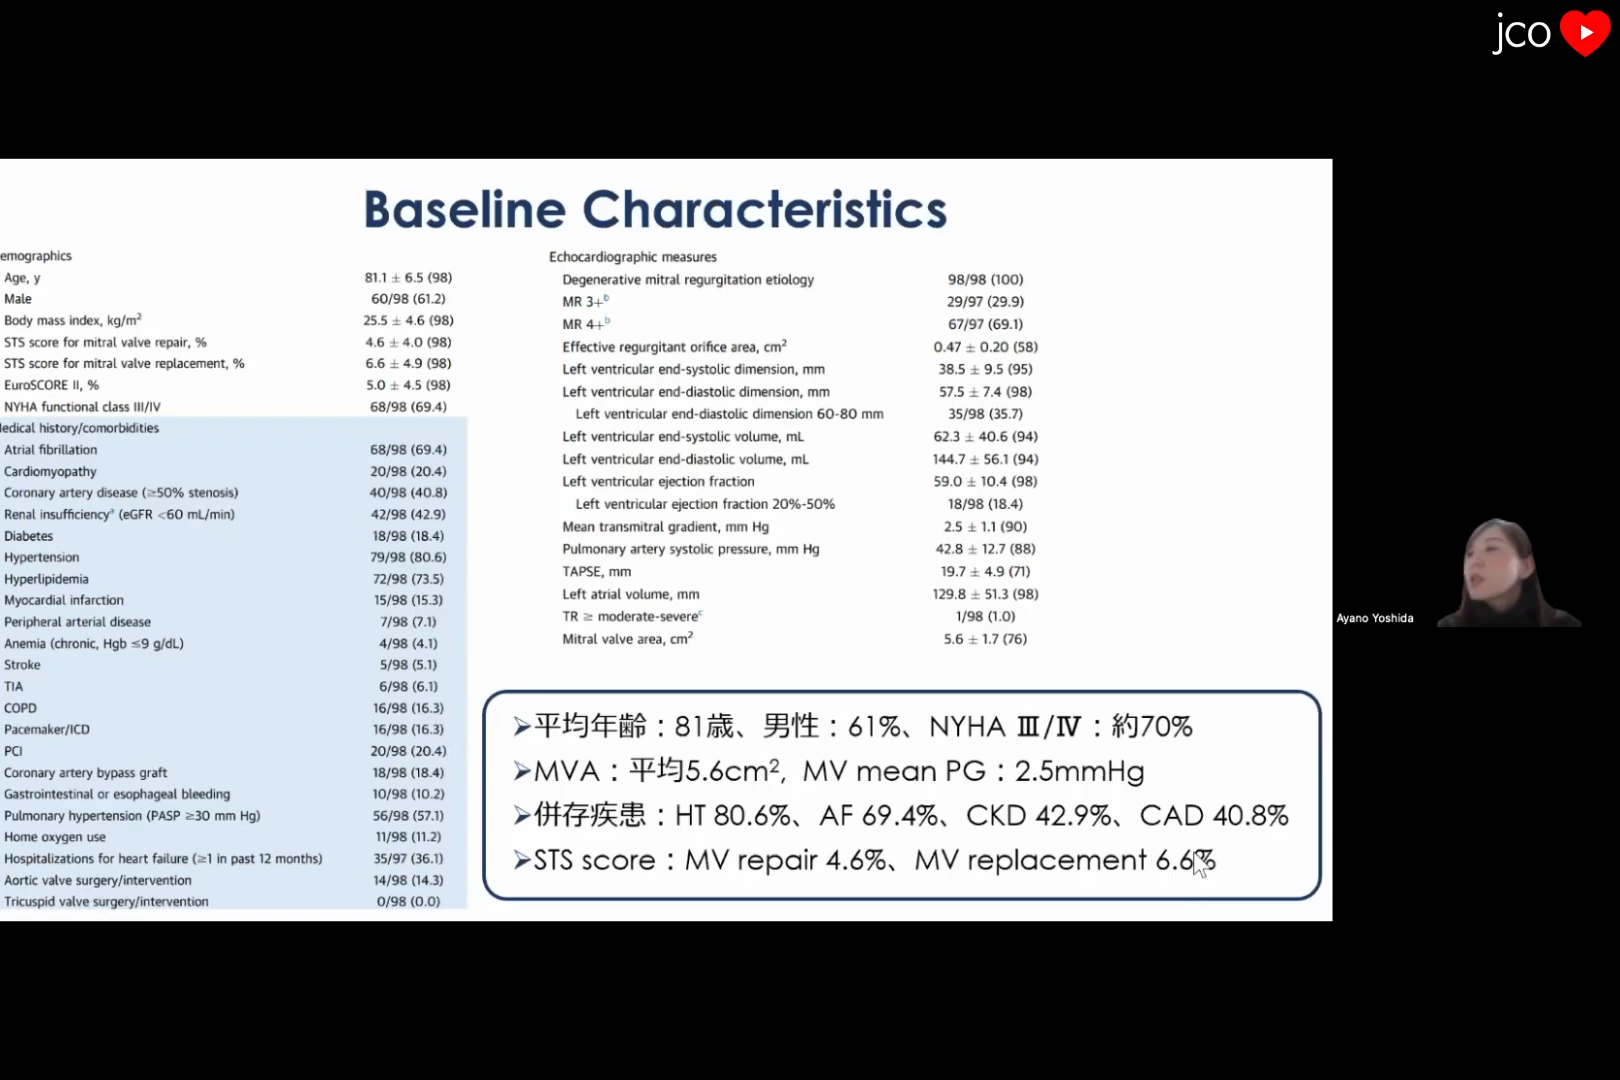 jco
Baseline Characteristics
emographics
Age, y 81.1 ± 6.5 (98)
Male 60/98 (61.2)
Body mass index, kg/m² 25.5 ± 4.6 (98)
STS score for mitral valve repair, % 4.6 ± 4.0 (98)
STS score for mitral valve replacement, % 6.6 ± 4.9 (98)
EuroSCORE II, % 5.0 ± 4.5 (98)
NYHA functional class III/IV 68/98 (69.4)
edical history/comorbidities
Atrial fibrillation 68/98 (69.4)
Cardiomyopathy 20/98 (20.4)
Coronary artery disease (≥50% stenosis) 40/98 (40.8)
Renal insufficiencyᵃ (eGFR <60 mL/min) 42/98 (42.9)
Diabetes 18/98 (18.4)
Hypertension 79/98 (80.6)
Hyperlipidemia 72/98 (73.5)
Myocardial infarction 15/98 (15.3)
Peripheral arterial disease 7/98 (7.1)
Anemia (chronic, Hgb ≤9 g/dL) 4/98 (4.1)
Stroke 5/98 (5.1)
TIA 6/98 (6.1)
COPD 16/98 (16.3)
Pacemaker/ICD 16/98 (16.3)
PCI 20/98 (20.4)
Coronary artery bypass graft 18/98 (18.4)
Gastrointestinal or esophageal bleeding 10/98 (10.2)
Pulmonary hypertension (PASP ≥30 mm Hg) 56/98 (57.1)
Home oxygen use 11/98 (11.2)
Hospitalizations for heart failure (≥1 in past 12 months) 35/97 (36.1)
Aortic valve surgery/intervention 14/98 (14.3)
Tricuspid valve surgery/intervention 0/98 (0.0)
Echocardiographic measures
Degenerative mitral regurgitation etiology 98/98 (100)
MR 3+ᵇ 29/97 (29.9)
MR 4+ᵇ 67/97 (69.1)
Effective regurgitant orifice area, cm² 0.47 ± 0.20 (58)
Left ventricular end-systolic dimension, mm 38.5 ± 9.5 (95)
Left ventricular end-diastolic dimension, mm 57.5 ± 7.4 (98)
Left ventricular end-diastolic dimension 60-80 mm 35/98 (35.7)
Left ventricular end-systolic volume, mL 62.3 ± 40.6 (94)
Left ventricular end-diastolic volume, mL 144.7 ± 56.1 (94)
Left ventricular ejection fraction 59.0 ± 10.4 (98)
Left ventricular ejection fraction 20%-50% 18/98 (18.4)
Mean transmitral gradient, mm Hg 2.5 ± 1.1 (90)
Pulmonary artery systolic pressure, mm Hg 42.8 ± 12.7 (88)
TAPSE, mm 19.7 ± 4.9 (71)
Left atrial volume, mm 129.8 ± 51.3 (98)
TR ≥ moderate-severeᶜ 1/98 (1.0)
Mitral valve area, cm² 5.6 ± 1.7 (76)
➢平均年齢：81歳、男性：61%、NYHA Ⅲ/Ⅳ：約70%
➢MVA：平均5.6cm², MV mean PG：2.5mmHg
➢併存疾患：HT 80.6%、AF 69.4%、CKD 42.9%、CAD 40.8%
➢STS score：MV repair 4.6%、MV replacement 6.6%
Ayano Yoshida